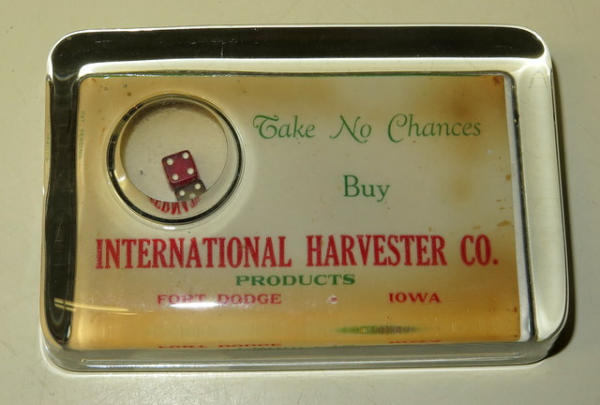 Take No Chances
Buy
INTERNATIONAL HARVESTER CO.
PRODUCTS
FORT DODGE IOWA